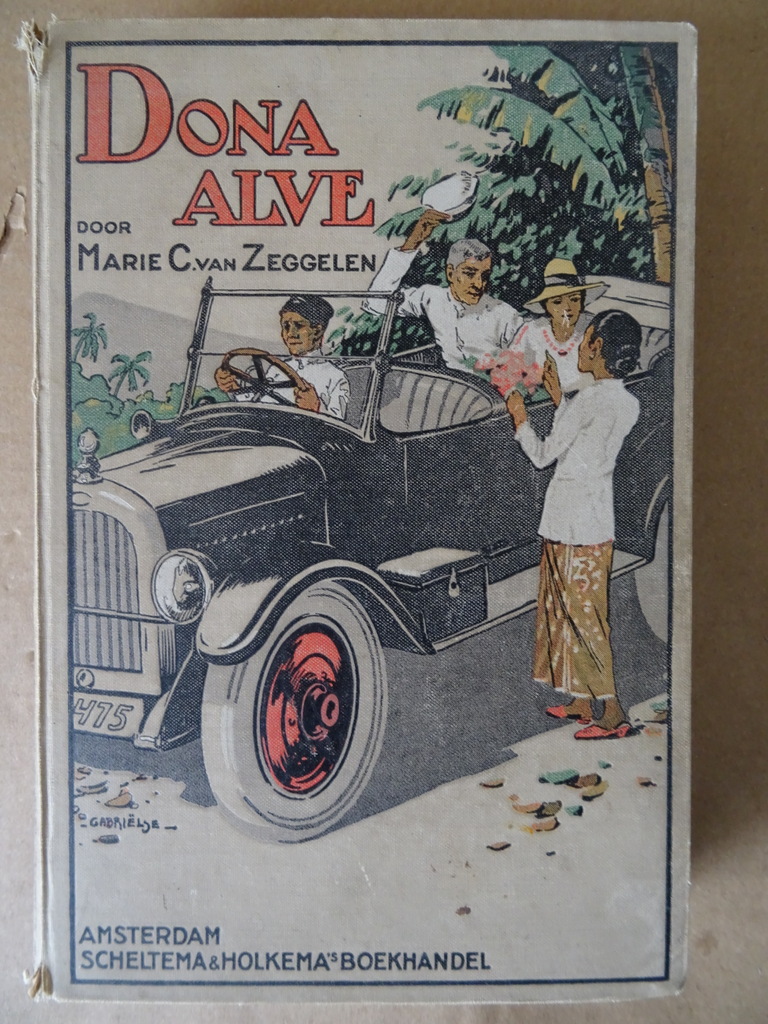 DONA
ALVE
DOOR
MARIE C. VAN ZEGGELEN
475
GABRIËLSE
AMSTERDAM
SCHELTEMA & HOLKEMA'S BOEKHANDEL